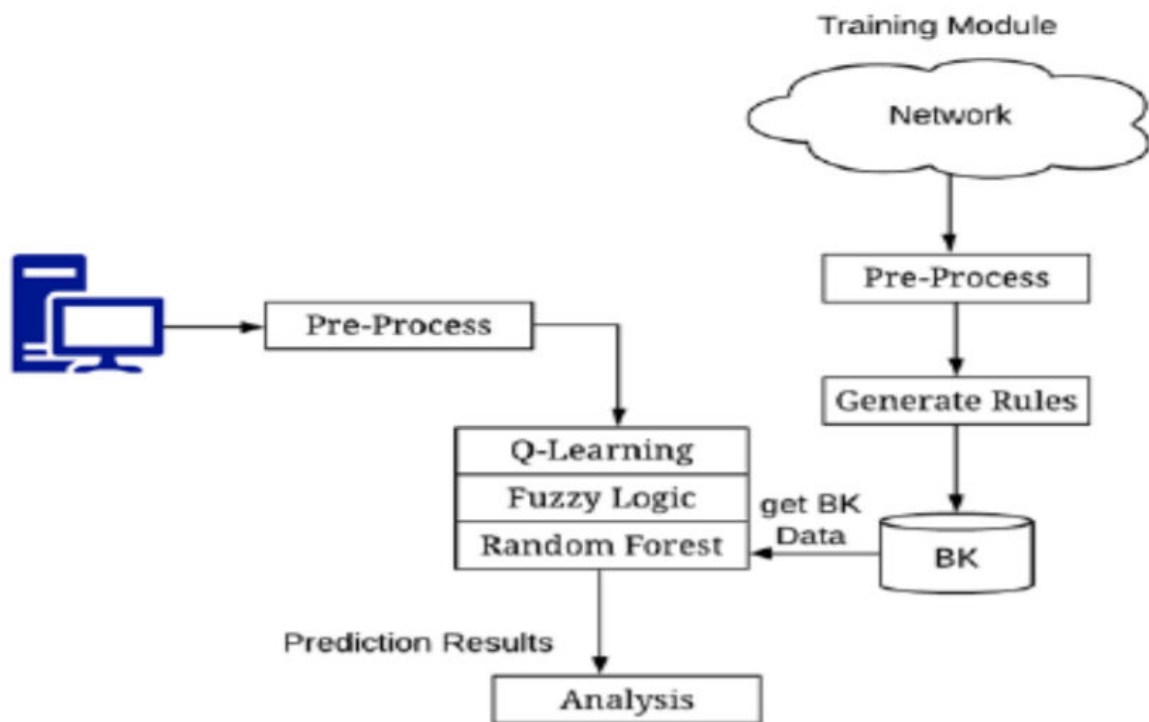 Training Module
Network
Pre-Process
Pre-Process
Generate Rules
Q-Learning
Fuzzy Logic
Random Forest
get BK
Data
BK
Prediction Results
Analysis